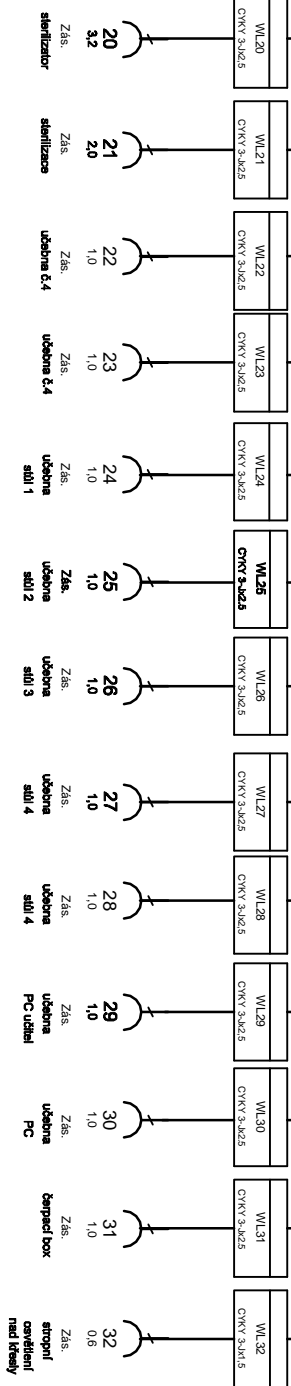 WL20
CYKY 3-Jx2,5
20
3,2
Zás.
sterilizator
WL21
CYKY 3-Jx2,5
21
2,0
Zás.
sterilizace
WL22
CYKY 3-Jx2,5
22
1,0
Zás.
učebna č.4
WL23
CYKY 3-Jx2,5
23
1,0
Zás.
učebna č.4
WL24
CYKY 3-Jx2,5
24
1,0
Zás.
učebna
stůl 1
WL25
CYKY 3-Jx2,5
25
1,0
Zás.
učebna
stůl 2
WL26
CYKY 3-Jx2,5
26
1,0
Zás.
učebna
stůl 3
WL27
CYKY 3-Jx2,5
27
1,0
Zás.
učebna
stůl 4
WL28
CYKY 3-Jx2,5
28
1,0
Zás.
učebna
stůl 4
WL29
CYKY 3-Jx2,5
29
1,0
Zás.
učebna
PC učitel
WL30
CYKY 3-Jx2,5
30
1,0
Zás.
učebna
PC
WL31
CYKY 3-Jx2,5
31
1,0
Zás.
čerpací box
WL32
CYKY 3-Jx1,5
32
0,6
Zás.
stropní
osvětlení
nad křesly